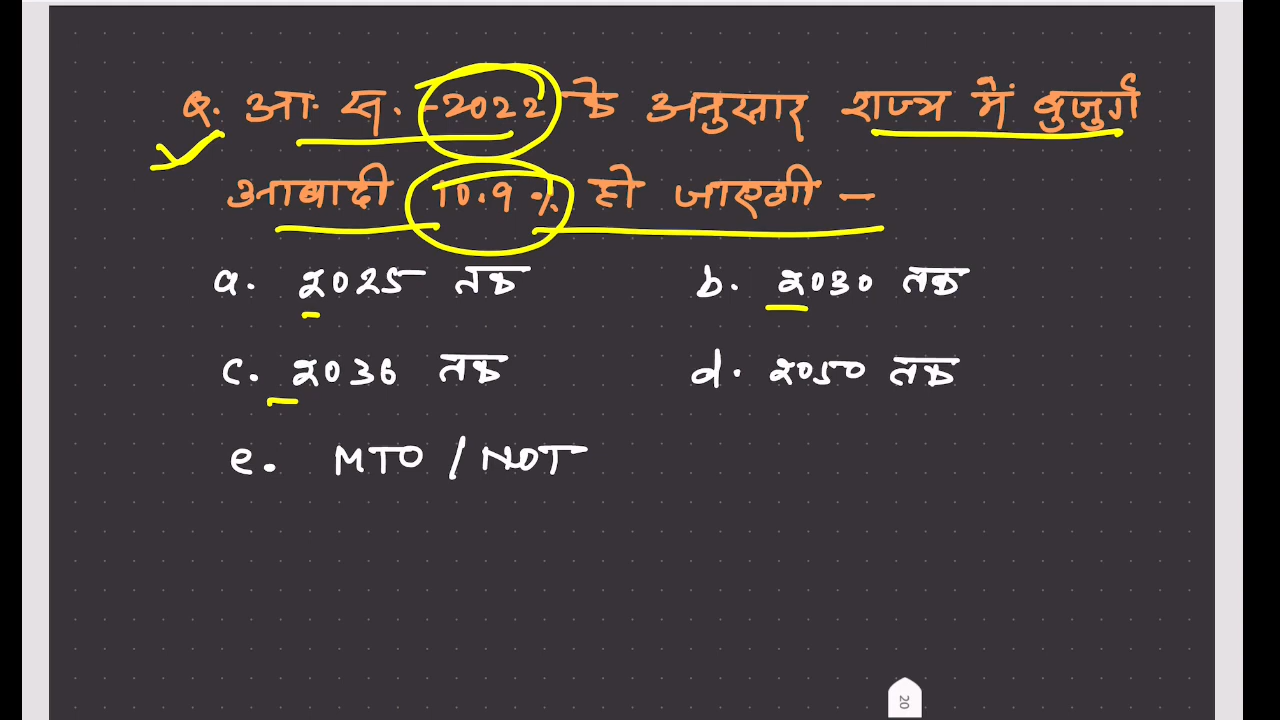 Q. आ. स. -2022 के अनुसार राज्य में बुजुर्ग
आबादी 10.9 % हो जाएगी –
a. 2025 तक b. 2030 तक
c. 2036 तक d. 2050 तक
e. MTO / NOT
20